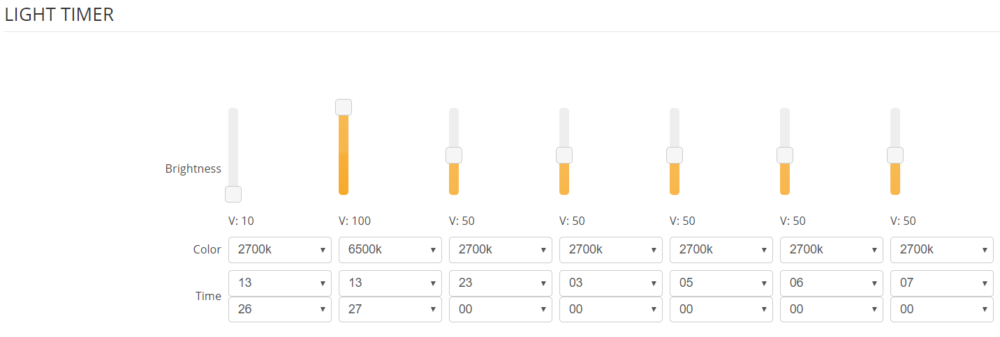 LIGHT TIMER
Brightness
V: 10 V: 100 V: 50 V: 50 V: 50 V: 50 V: 50
Color 2700k 6500k 2700k 2700k 2700k 2700k 2700k
13 13 23 03 05 06 07
Time
26 27 00 00 00 00 00